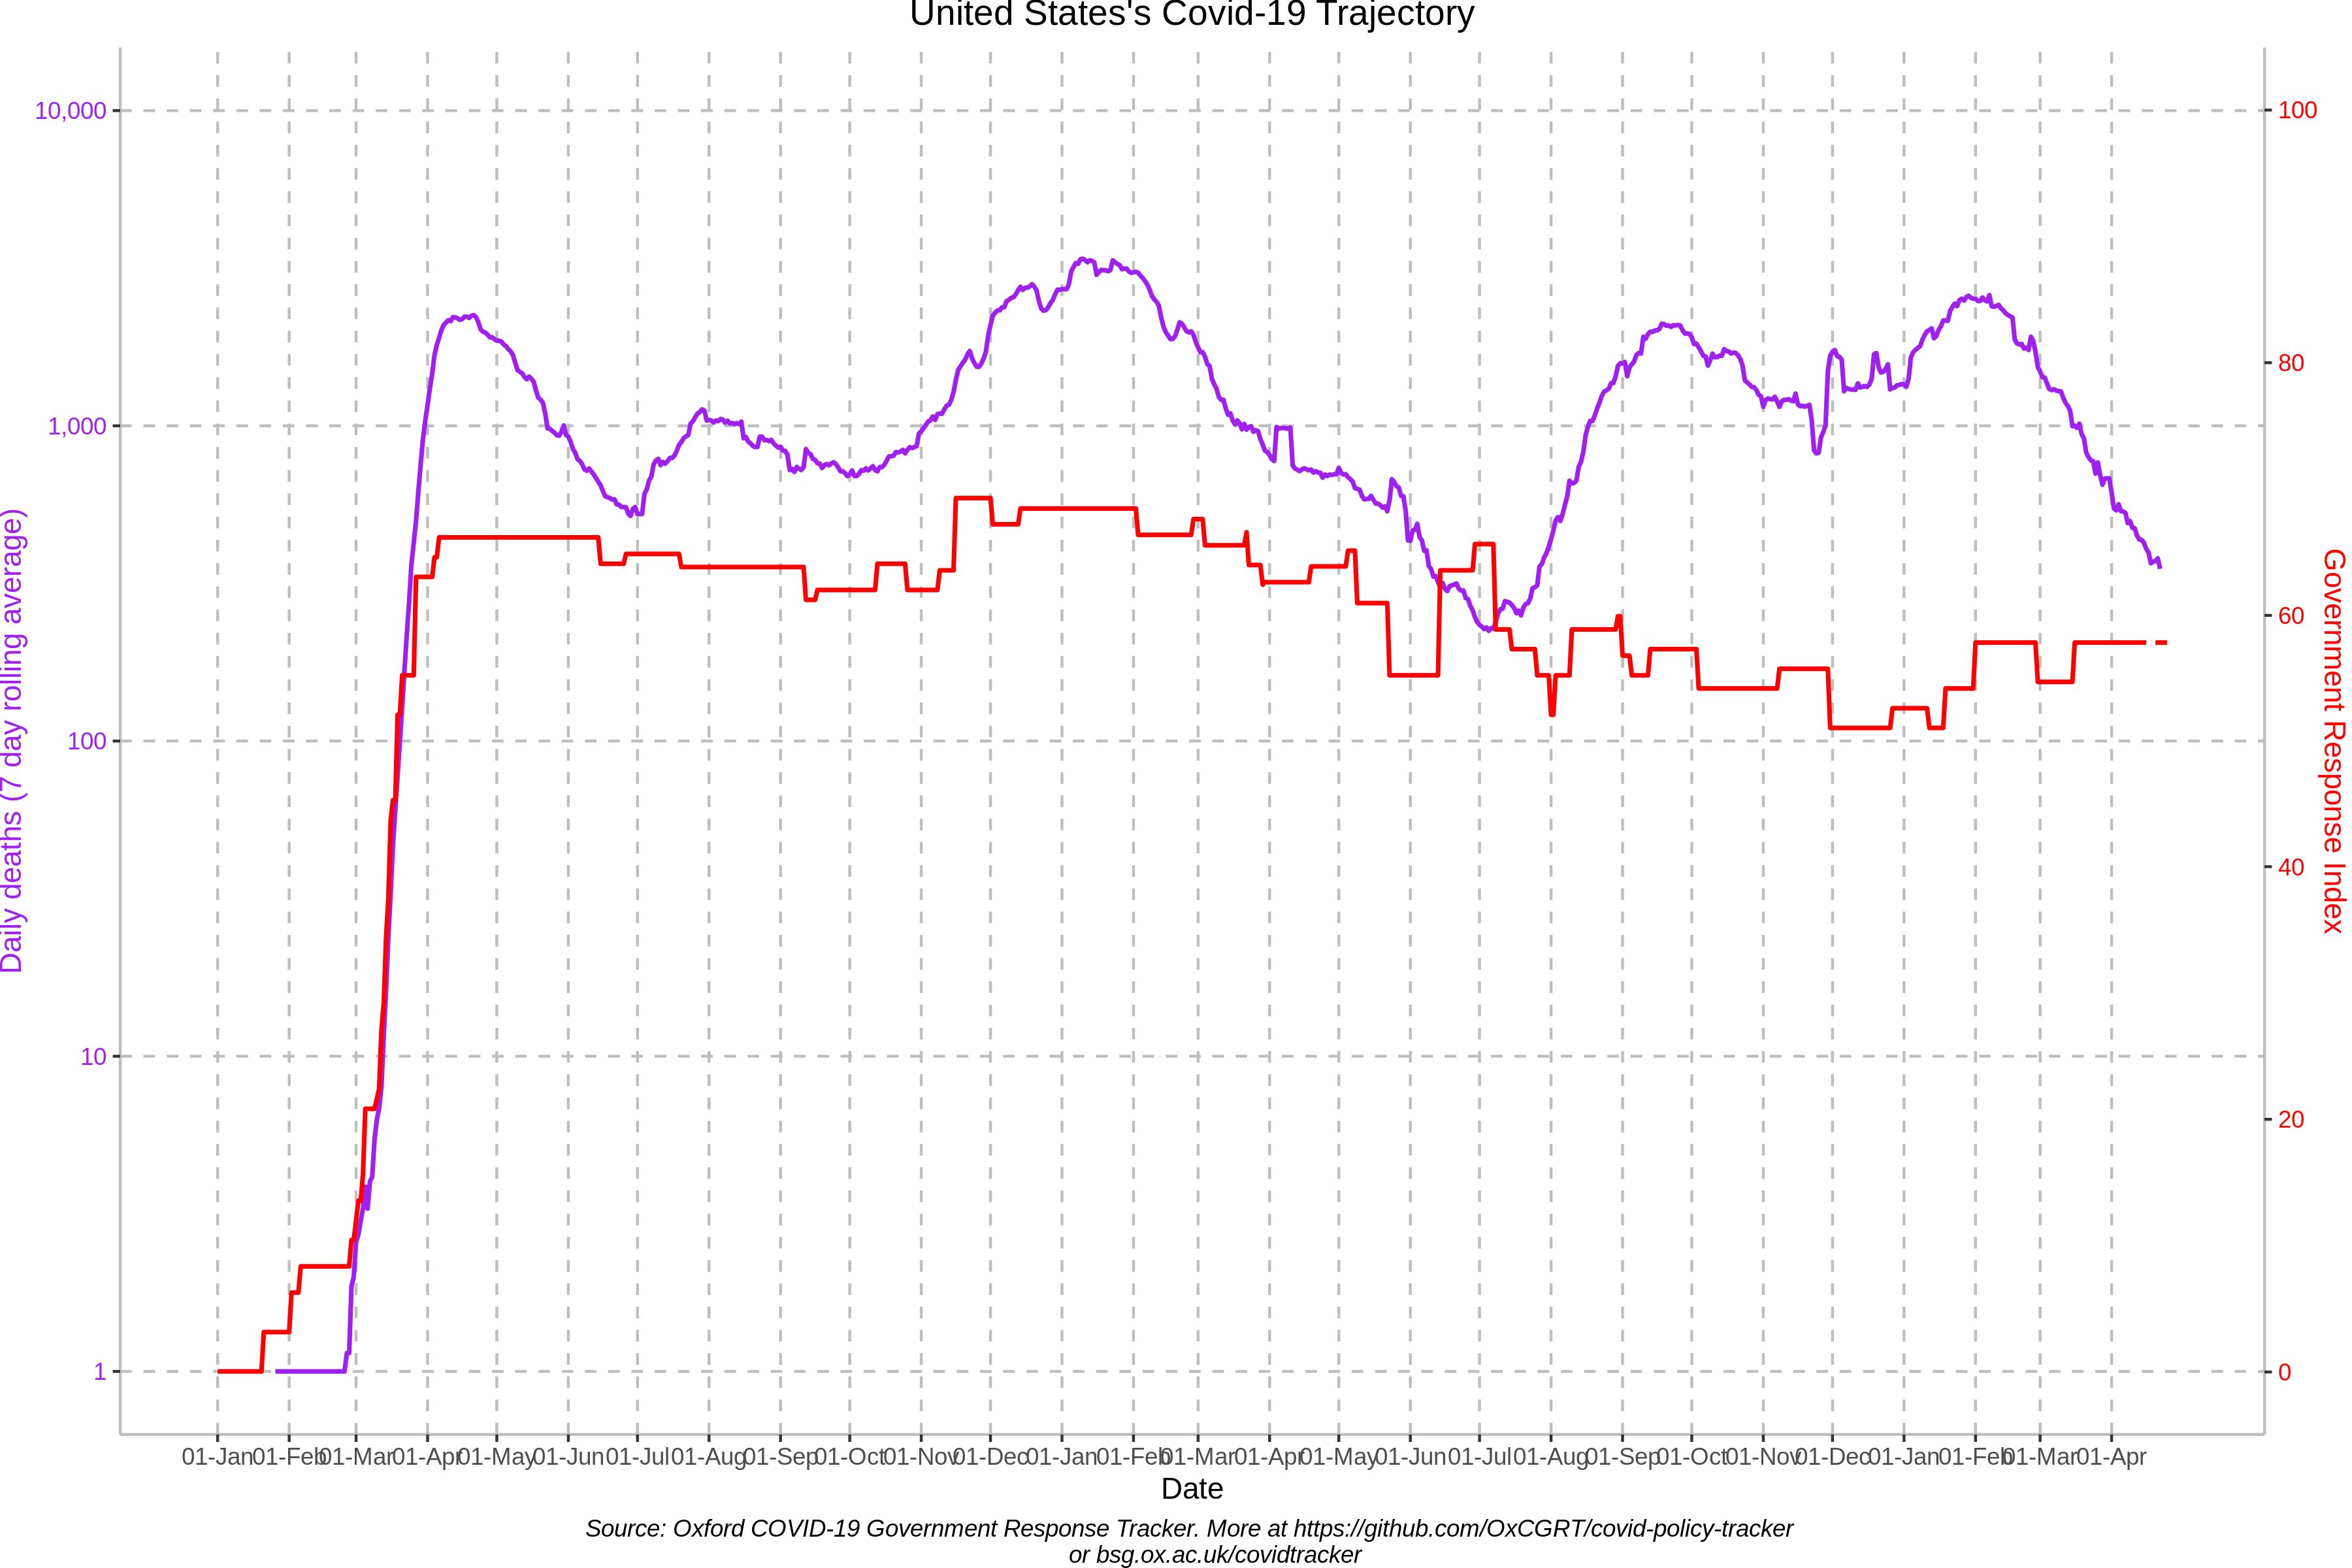 United States's Covid-19 Trajectory
10,000
1,000
100
10
1
Daily deaths (7 day rolling average)
100
80
60
40
20
0
Government Response Index
01-Jan 01-Feb 01-Mar 01-Apr 01-May 01-Jun 01-Jul 01-Aug 01-Sep 01-Oct 01-Nov 01-Dec 01-Jan 01-Feb 01-Mar 01-Apr 01-May 01-Jun 01-Jul 01-Aug 01-Sep 01-Oct 01-Nov 01-Dec 01-Jan 01-Feb 01-Mar 01-Apr
Date
Source: Oxford COVID-19 Government Response Tracker. More at https://github.com/OxCGRT/covid-policy-tracker
or bsg.ox.ac.uk/covidtracker